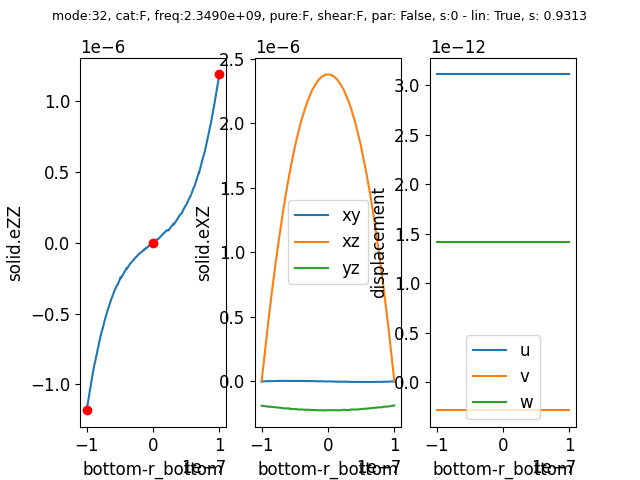 mode:32, cat:F, freq:2.3490e+09, pure:F, shear:F, par: False, s:0 - lin: True, s: 0.9313
1e−6
1.0
0.5
0.0
−0.5
−1.0
solid.eZZ
−1
0
1
bottom-r_bottom
1e−7
1e−6
2.5
2.0
1.5
1.0
0.5
0.0
solid.eXZ
xy
xz
yz
−1
0
1
bottom-r_bottom
1e−7
1e−12
3.0
2.5
2.0
1.5
1.0
0.5
0.0
displacement
u
v
w
−1
0
1
bottom-r_bottom
1e−7